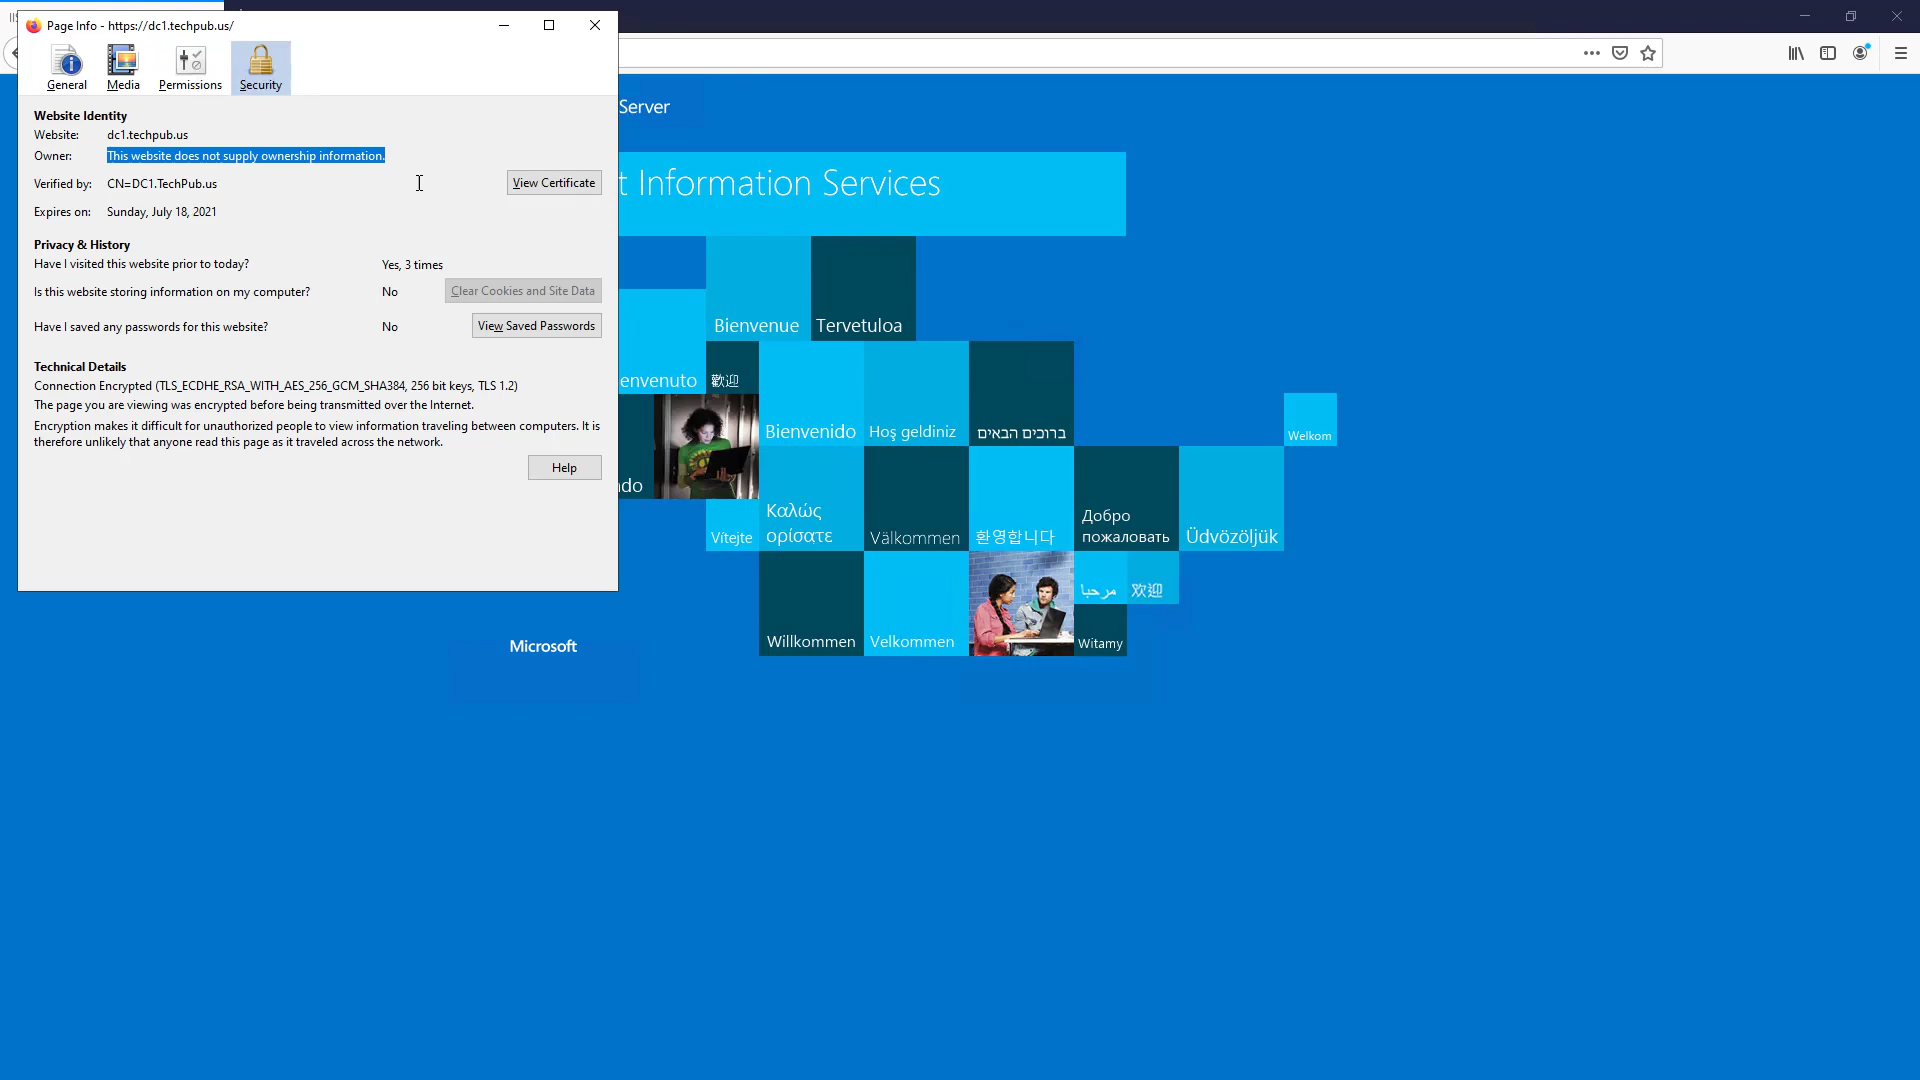 Page Info - https://dc1.techpub.us/
General
Media
Permissions
Security
Website Identity
Website: dc1.techpub.us
Owner: This website does not supply ownership information.
Verified by: CN=DC1.TechPub.us
View Certificate
Expires on: Sunday, July 18, 2021
Privacy & History
Have I visited this website prior to today? Yes, 3 times
Is this website storing information on my computer? No
Clear Cookies and Site Data
Have I saved any passwords for this website? No
View Saved Passwords
Technical Details
Connection Encrypted (TLS_ECDHE_RSA_WITH_AES_256_GCM_SHA384, 256 bit keys, TLS 1.2)
The page you are viewing was encrypted before being transmitted over the Internet.
Encryption makes it difficult for unauthorized people to view information traveling between computers. It is
therefore unlikely that anyone read this page as it traveled across the network.
Help
Server
t Information Services
Bienvenue
Tervetuloa
envenuto
歡迎
Bienvenido
Hoş geldiniz
ברוכים הבאים
Welkom
ndo
Vítejte
Καλώς
ορίσατε
Välkommen
환영합니다
Добро
пожаловать
Üdvözöljük
مرحبا
欢迎
Willkommen
Velkommen
Witamy
Microsoft